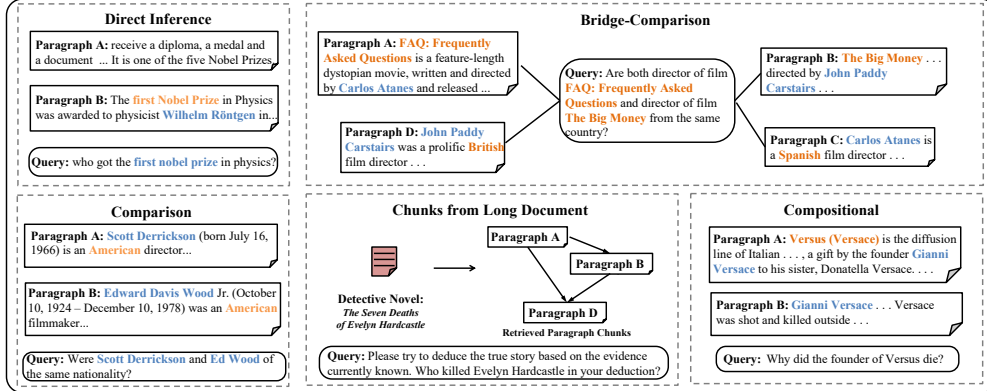 Direct Inference
Paragraph A: receive a diploma, a medal and
a document ... It is one of the five Nobel Prizes
Paragraph B: The first Nobel Prize in Physics
was awarded to physicist Wilhelm Röntgen in...
Query: who got the first nobel prize in physics?
Bridge-Comparison
Paragraph A: FAQ: Frequently
Asked Questions is a feature-length
dystopian movie, written and directed
by Carlos Atanes and released ...
Paragraph D: John Paddy
Carstairs was a prolific British
film director . . .
Query: Are both director of film
FAQ: Frequently Asked
Questions and director of film
The Big Money from the same
country?
Paragraph B: The Big Money . . .
directed by John Paddy
Carstairs . . .
Paragraph C: Carlos Atanes is
a Spanish film director . . .
Comparison
Paragraph A: Scott Derrickson (born July 16,
1966) is an American director...
Paragraph B: Edward Davis Wood Jr. (October
10, 1924 – December 10, 1978) was an American
filmmaker...
Query: Were Scott Derrickson and Ed Wood of
the same nationality?
Chunks from Long Document
Detective Novel:
The Seven Deaths
of Evelyn Hardcastle
Paragraph A
Paragraph B
Paragraph D
Retrieved Paragraph Chunks
Query: Please try to deduce the true story based on the evidence
currently known. Who killed Evelyn Hardcastle in your deduction?
Compositional
Paragraph A: Versus (Versace) is the diffusion
line of Italian . . . , a gift by the founder Gianni
Versace to his sister, Donatella Versace. . . .
Paragraph B: Gianni Versace . . . Versace
was shot and killed outside . . .
Query: Why did the founder of Versus die?